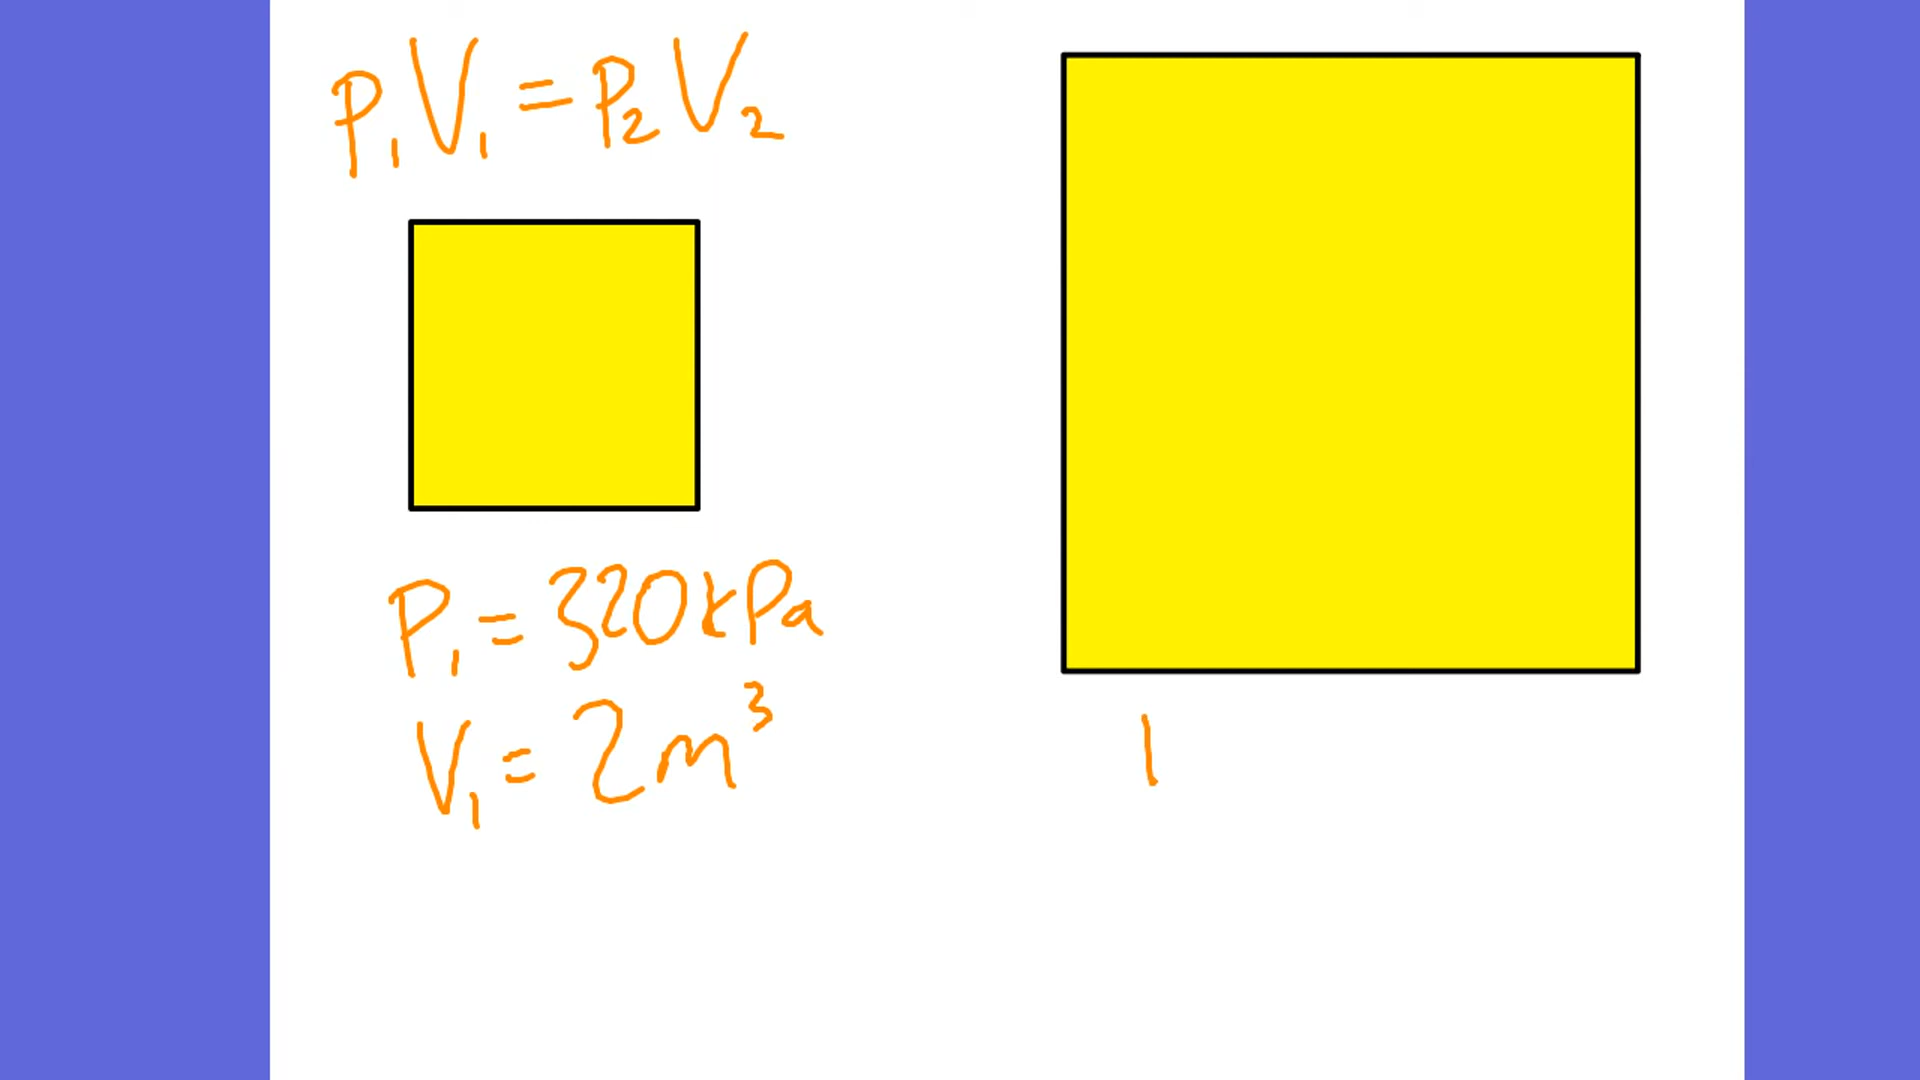 P₁V₁ = P₂V₂
P₁ = 320kPa
V₁ = 2m³